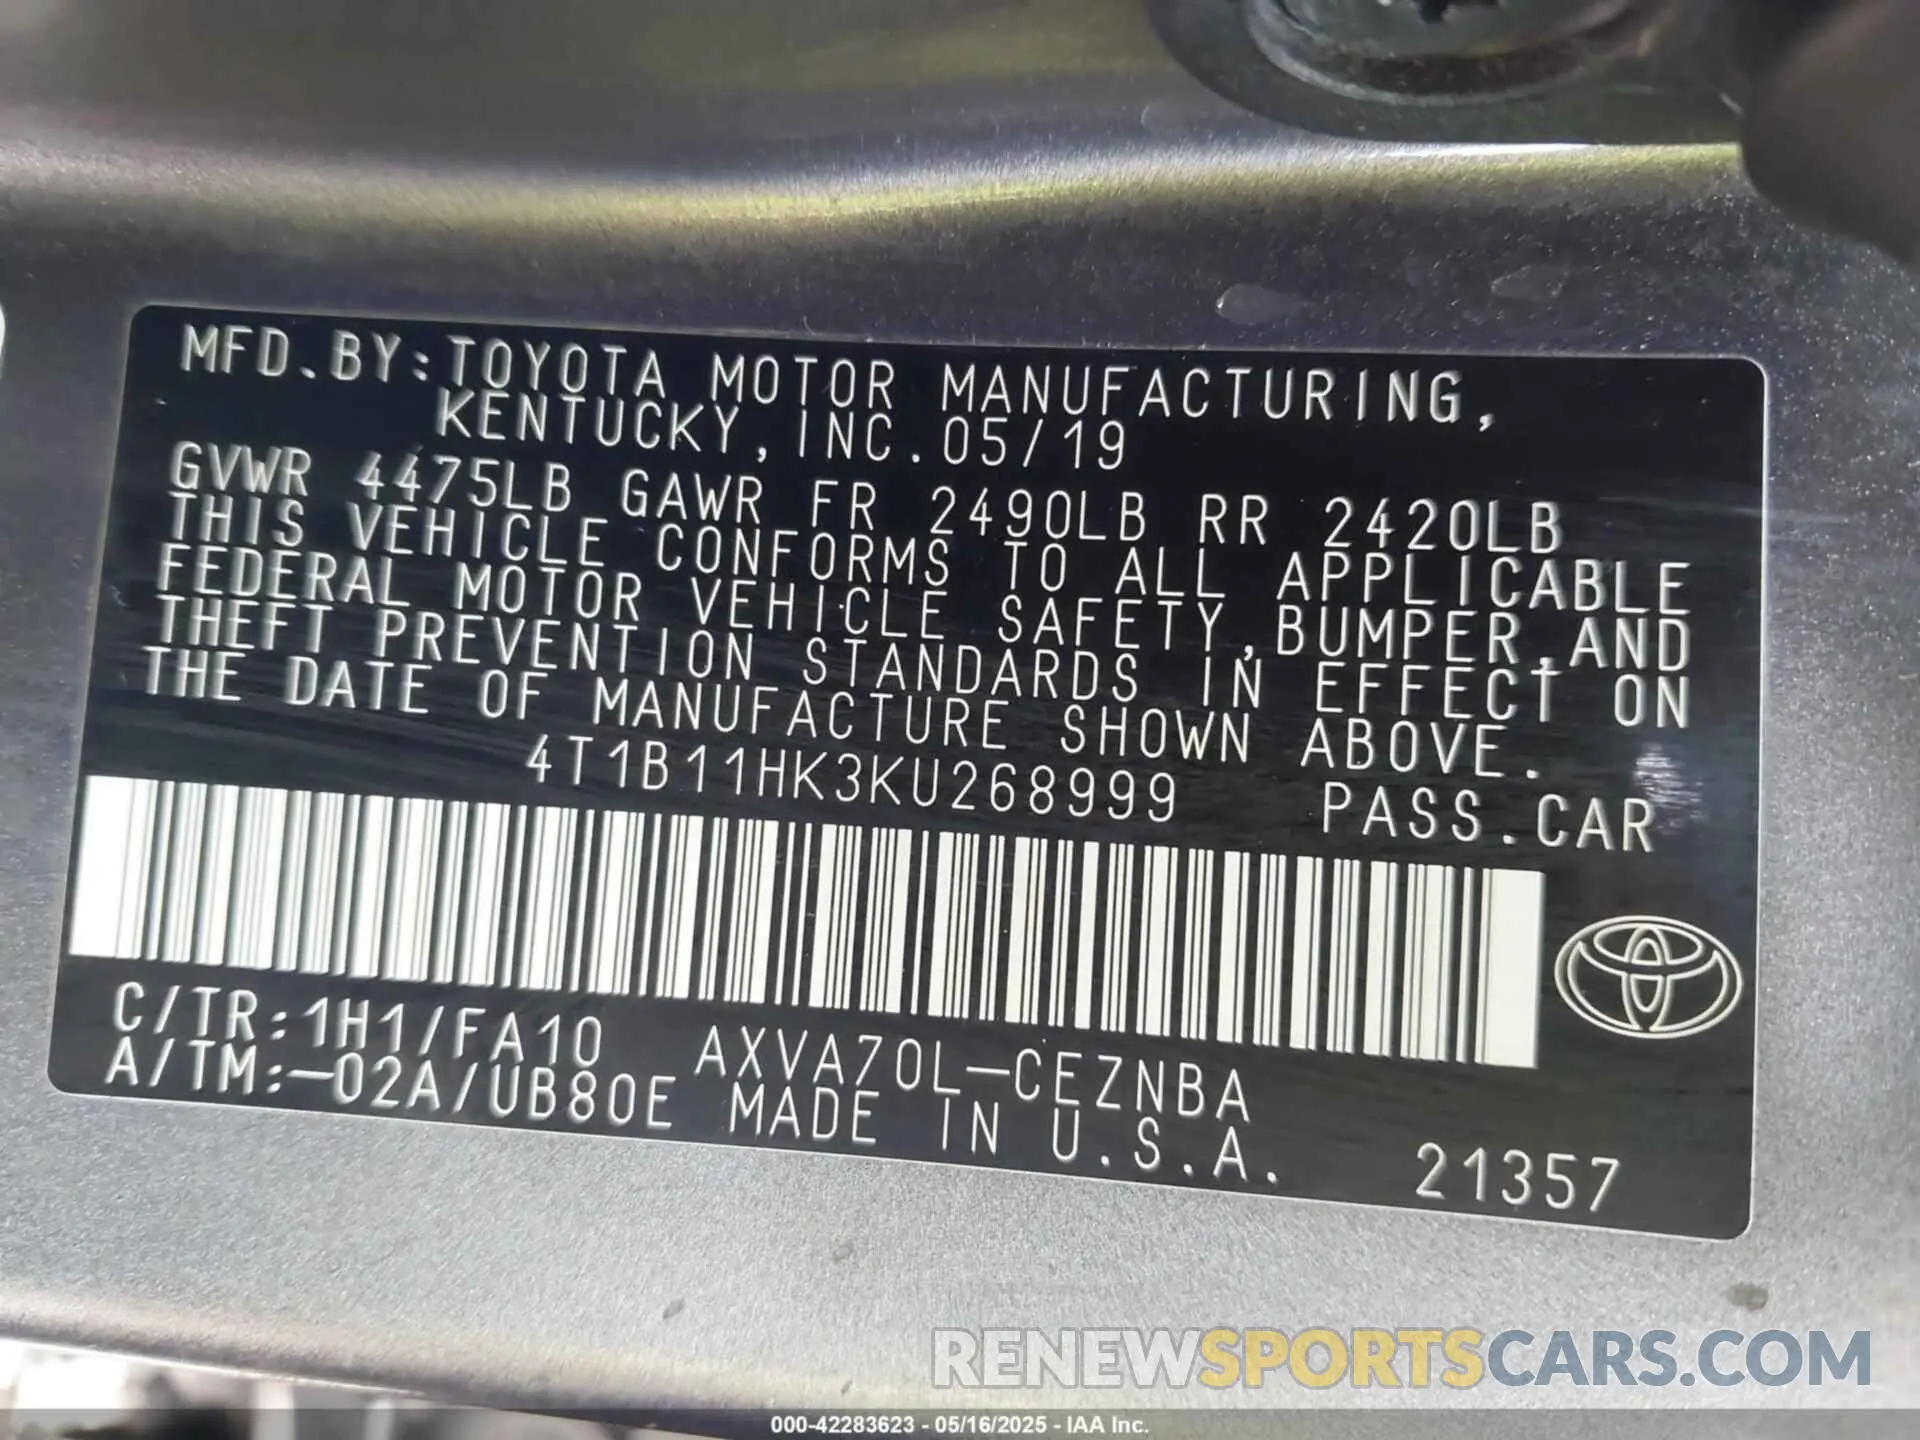 MFD.BY:TOYOTA MOTOR MANUFACTURING,
KENTUCKY,INC.05/19
GVWR 4475LB GAWR FR 2490LB RR 2420LB
THIS VEHICLE CONFORMS TO ALL APPLICABLE
FEDERAL MOTOR VEHICLE SAFETY,BUMPER,AND
THEFT PREVENTION STANDARDS IN EFFECT ON
THE DATE OF MANUFACTURE SHOWN ABOVE.
4T1B11HK3KU268999 PASS.CAR
C/TR:1H1/FA10 AXVA70L-CEZNBA
A/TM:-02A/UB80E MADE IN U.S.A. 21357
RENEWSPORTSCARS.COM
000-42283623 - 05/16/2025 - IAA Inc.